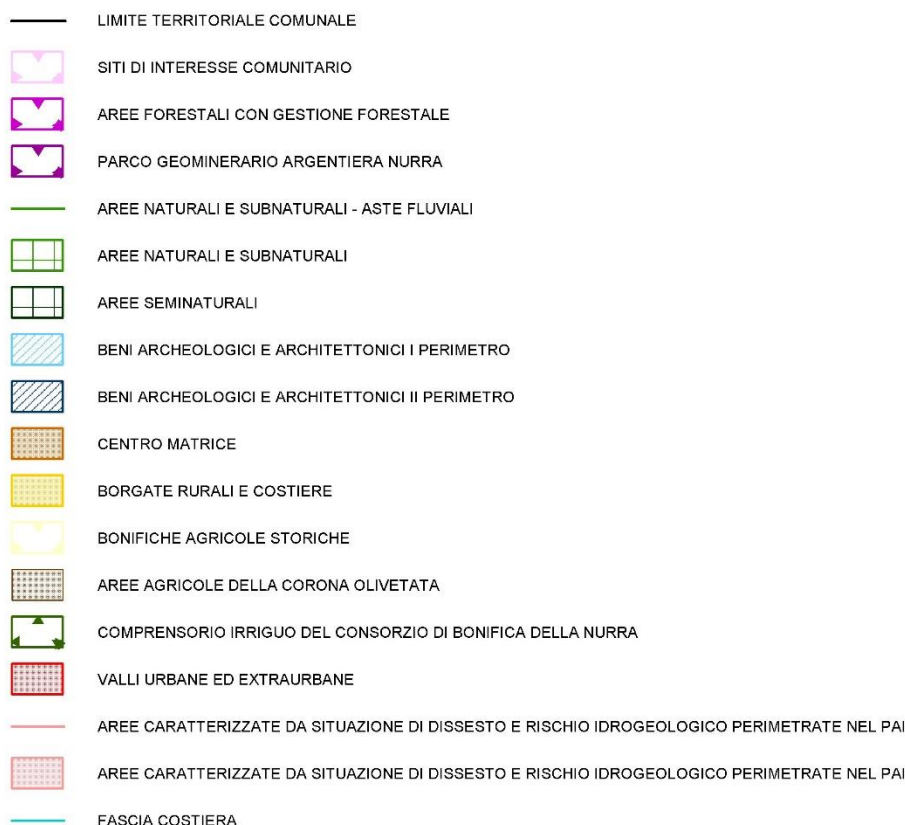 LIMITE TERRITORIALE COMUNALE
SITI DI INTERESSE COMUNITARIO
AREE FORESTALI CON GESTIONE FORESTALE
PARCO GEOMINERARIO ARGENTIERA NURRA
AREE NATURALI E SUBNATURALI - ASTE FLUVIALI
AREE NATURALI E SUBNATURALI
AREE SEMINATURALI
BENI ARCHEOLOGICI E ARCHITETTONICI I PERIMETRO
BENI ARCHEOLOGICI E ARCHITETTONICI II PERIMETRO
CENTRO MATRICE
BORGATE RURALI E COSTIERE
BONIFICHE AGRICOLE STORICHE
AREE AGRICOLE DELLA CORONA OLIVETATA
COMPRENSORIO IRRIGUO DEL CONSORZIO DI BONIFICA DELLA NURRA
VALLI URBANE ED EXTRAURBANE
AREE CARATTERIZZATE DA SITUAZIONE DI DISSESTO E RISCHIO IDROGEOLOGICO PERIMETRATE NEL PAI
AREE CARATTERIZZATE DA SITUAZIONE DI DISSESTO E RISCHIO IDROGEOLOGICO PERIMETRATE NEL PAI
FASCIA COSTIERA